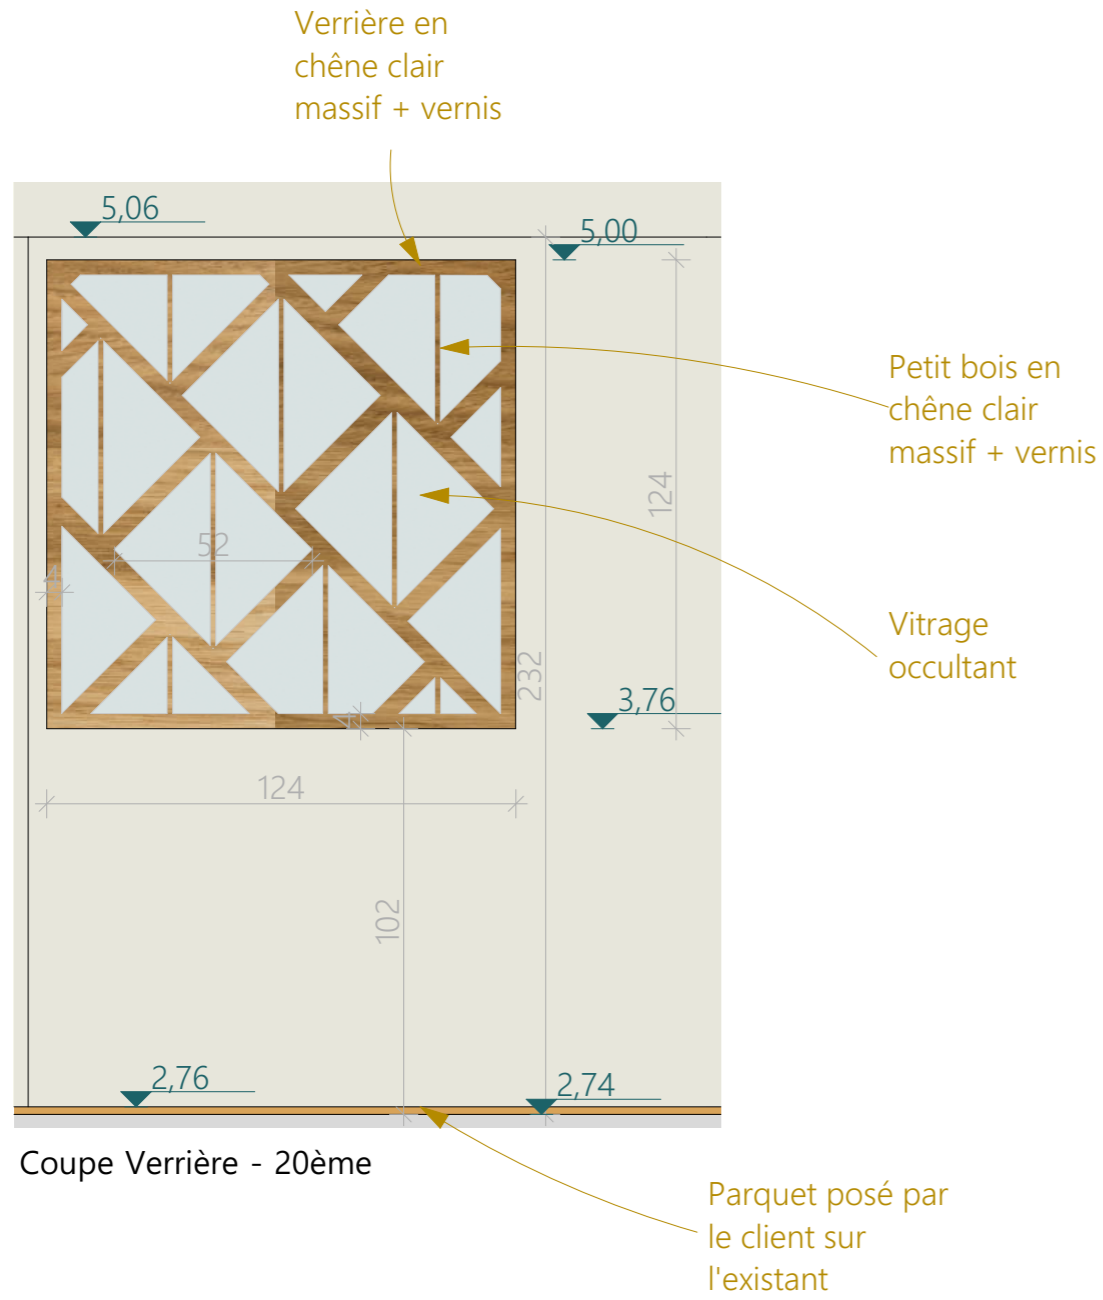 Verrière en
chêne clair
massif + vernis
5,06
5,00
Petit bois en
chêne clair
massif + vernis
124
52
4
Vitrage
occultant
232
3,76
4
124
102
2,76
2,74
Coupe Verrière - 20ème
Parquet posé par
le client sur
l'existant